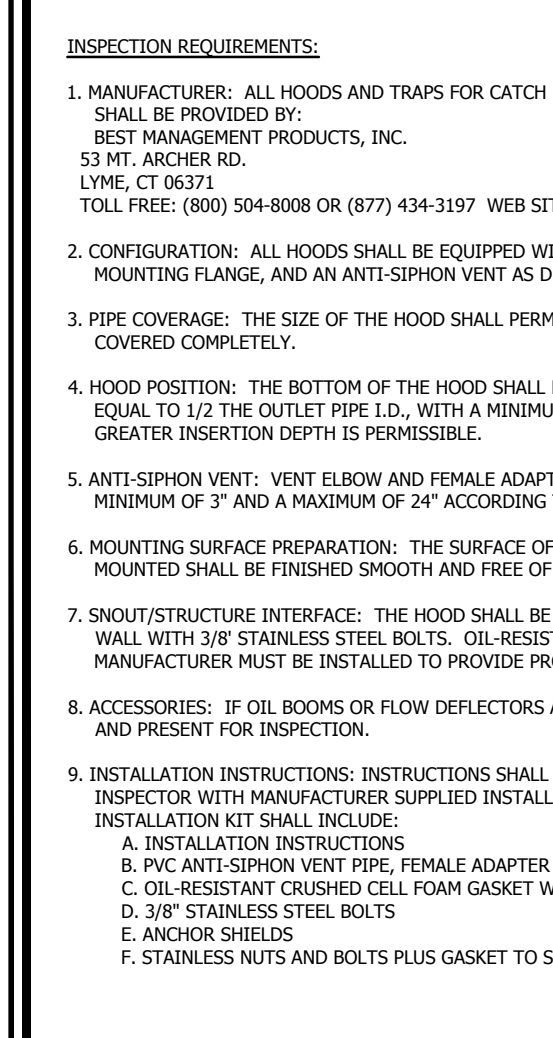 INSPECTION REQUIREMENTS:
1. MANUFACTURER: ALL HOODS AND TRAPS FOR CATCH
SHALL BE PROVIDED BY:
BEST MANAGEMENT PRODUCTS, INC.
53 MT. ARCHER RD.
LYME, CT 06371
TOLL FREE: (800) 504-8008 OR (877) 434-3197 WEB SIT
2. CONFIGURATION: ALL HOODS SHALL BE EQUIPPED WI
MOUNTING FLANGE, AND AN ANTI-SIPHON VENT AS D
3. PIPE COVERAGE: THE SIZE OF THE HOOD SHALL PERM
COVERED COMPLETELY.
4. HOOD POSITION: THE BOTTOM OF THE HOOD SHALL
EQUAL TO 1/2 THE OUTLET PIPE I.D., WITH A MINIMU
GREATER INSERTION DEPTH IS PERMISSIBLE.
5. ANTI-SIPHON VENT: VENT ELBOW AND FEMALE ADAPT
MINIMUM OF 3" AND A MAXIMUM OF 24" ACCORDING
6. MOUNTING SURFACE PREPARATION: THE SURFACE OF
MOUNTED SHALL BE FINISHED SMOOTH AND FREE OF
7. SNOUT/STRUCTURE INTERFACE: THE HOOD SHALL BE
WALL WITH 3/8' STAINLESS STEEL BOLTS. OIL-RESIST
MANUFACTURER MUST BE INSTALLED TO PROVIDE PRO
8. ACCESSORIES: IF OIL BOOMS OR FLOW DEFLECTORS A
AND PRESENT FOR INSPECTION.
9. INSTALLATION INSTRUCTIONS: INSTRUCTIONS SHALL
INSPECTOR WITH MANUFACTURER SUPPLIED INSTALL
INSTALLATION KIT SHALL INCLUDE:
A. INSTALLATION INSTRUCTIONS
B. PVC ANTI-SIPHON VENT PIPE, FEMALE ADAPTER
C. OIL-RESISTANT CRUSHED CELL FOAM GASKET W
D. 3/8" STAINLESS STEEL BOLTS
E. ANCHOR SHIELDS
F. STAINLESS NUTS AND BOLTS PLUS GASKET TO S